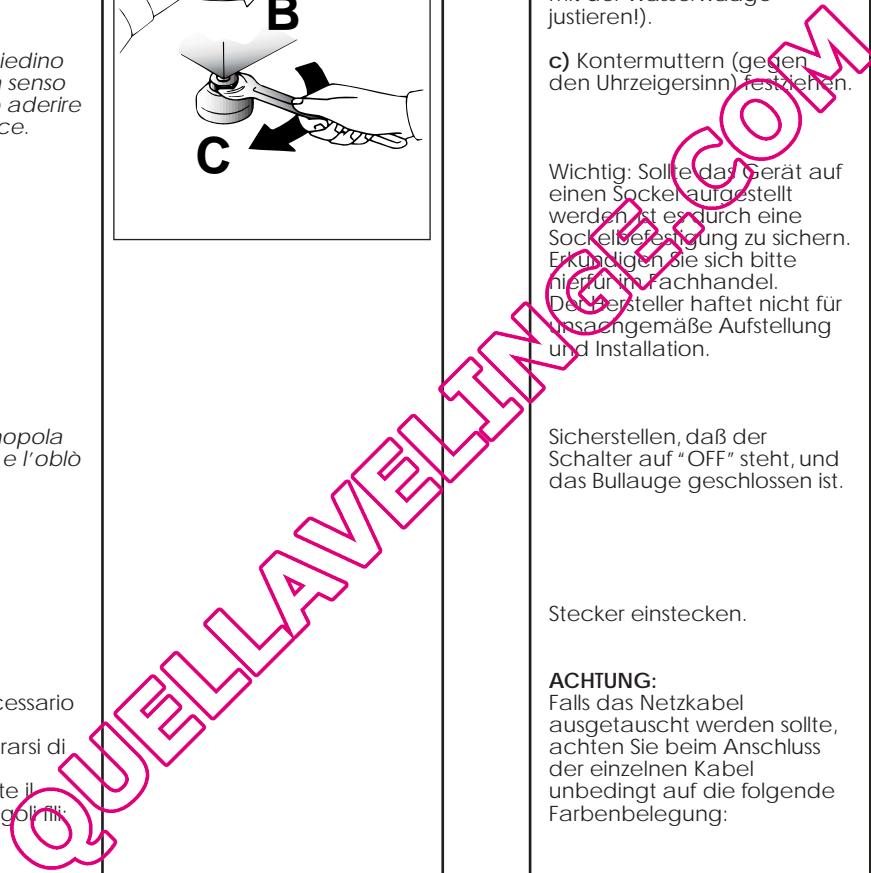 iedino
senso
aderire
ce.
nopola
e l'oblò
cessario
rarsi di
te il
goli fili:
B
C
mit der Wasserwaage
justieren!).
c) Kontermuttern (gegen
den Uhrzeigersinn) festziehen.
Wichtig: Sollte das Gerät auf
einen Sockel aufgestellt
werden ist es durch eine
Sockelbefestigung zu sichern.
Erkundigen Sie sich bitte
hierfür im Fachhandel.
Der Hersteller haftet nicht für
unsachgemäße Aufstellung
und Installation.
Sicherstellen, daß der
Schalter auf “OFF” steht, und
das Bullauge geschlossen ist.
Stecker einstecken.
ACHTUNG:
Falls das Netzkabel
ausgetauscht werden sollte,
achten Sie beim Anschluss
der einzelnen Kabel
unbedingt auf die folgende
Farbenbelegung:
QUELLAVELINGE.COM